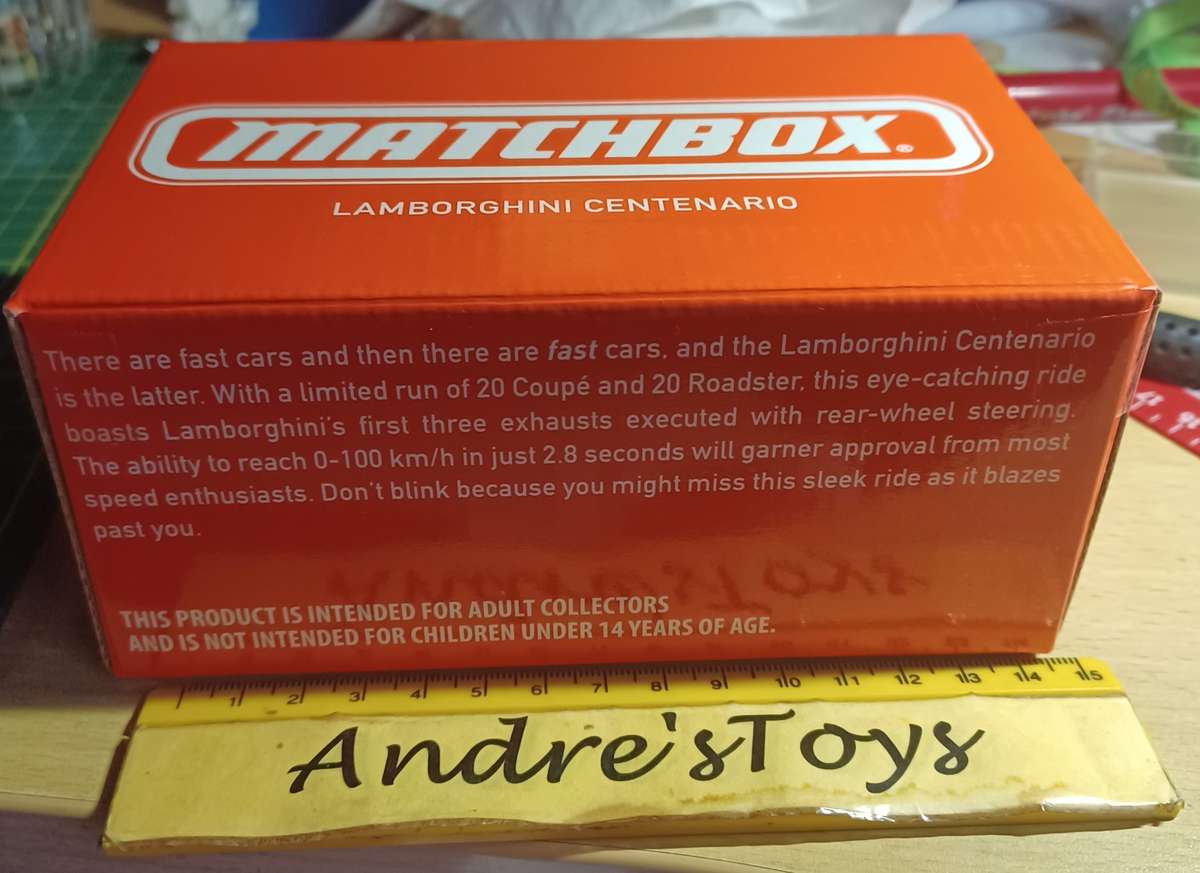 MATCHBOX®
LAMBORGHINI CENTENARIO
There are fast cars and then there are fast cars, and the Lamborghini Centenario
is the latter. With a limited run of 20 Coupé and 20 Roadster, this eye-catching ride
boasts Lamborghini's first three exhausts executed with rear-wheel steering.
The ability to reach 0-100 km/h in just 2.8 seconds will garner approval from most
speed enthusiasts. Don't blink because you might miss this sleek ride as it blazes
past you.
THIS PRODUCT IS INTENDED FOR ADULT COLLECTORS
AND IS NOT INTENDED FOR CHILDREN UNDER 14 YEARS OF AGE.
1 2 3 4 5 6 7 8 9 10 11 12 13 14 15
Andre'sToys